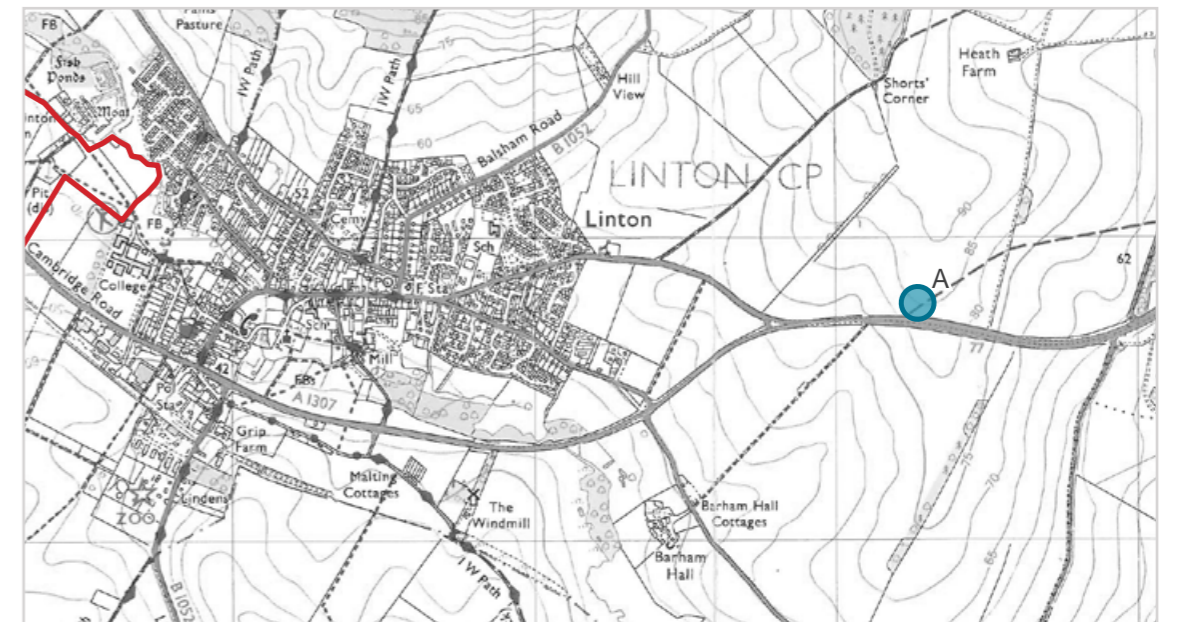 FB
Pasture
Fish
Ponds
Moat
Pit
FB
IW Path
IW Path
75
65
60
52
Cemy
Balsham Road
B 1052
Hill
View
Shorts'
Corner
Heath
Farm
LINTON CP
Linton
Sch
90
85
80
77
62
A
Cambridge Road
College
F Sta
Sch
Mill
FBs
42
A 1307
Sta
Grip
Farm
Malting
Cottages
Lindens
ZOO
The
Windmill
IW Path
Barham Hall
Cottages
Barham
Hall
75
70
65
B 1052